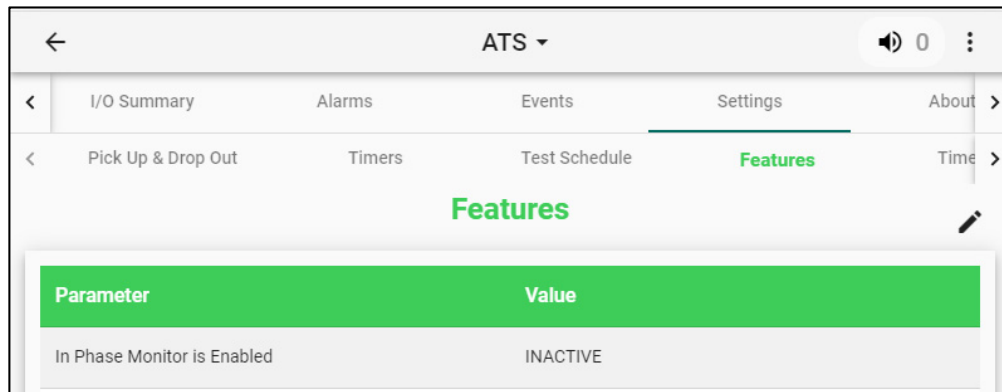 ATS
0
I/O Summary Alarms Events Settings About
Pick Up & Drop Out Timers Test Schedule Features Time
Features
Parameter Value
In Phase Monitor is Enabled INACTIVE